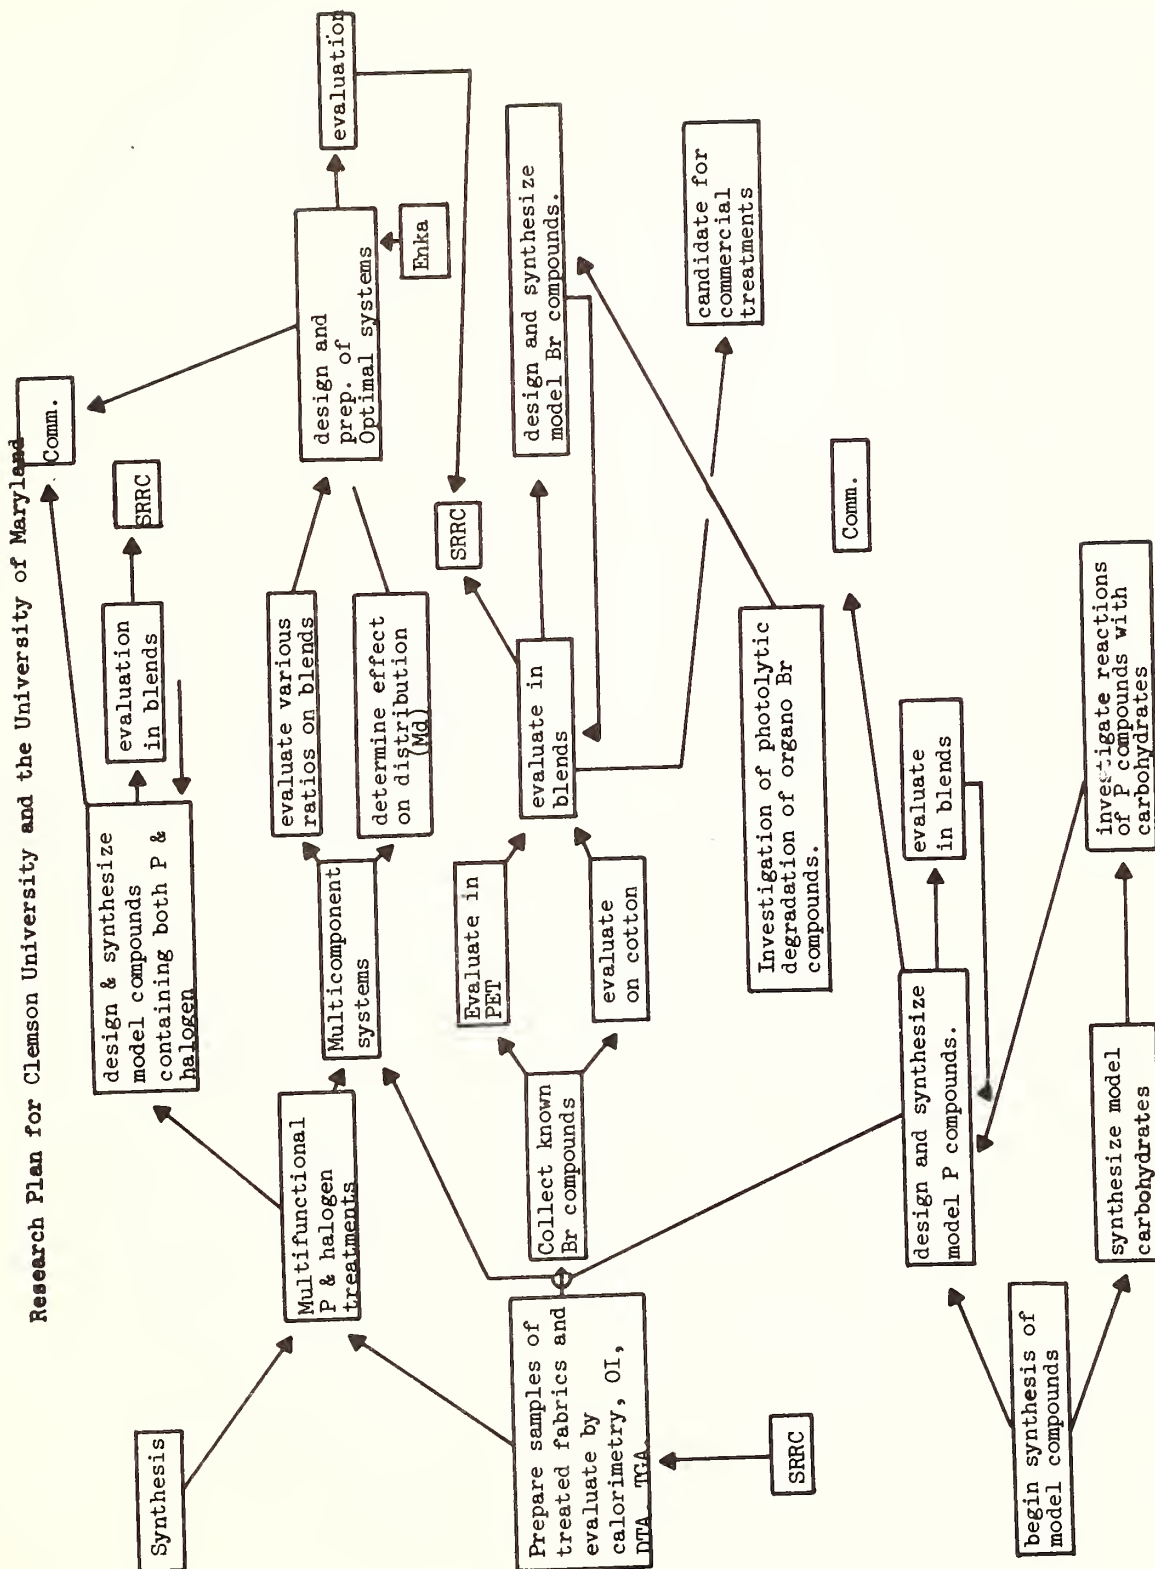 Research Plan for Clemson University and the University of Maryland
Synthesis
Multifunctional
P & halogen
treatments
design & synthesize
model compounds
containing both P &
halogen
evaluation
in blends
SRRC
Comm.
Prepare samples of
treated fabrics and
evaluate by
calorimetry, OI,
DTA, TGA.
SRRC
Multicomponent
systems
evaluate various
ratios on blends
determine effect
on distribution
(Md)
design and
prep. of
Optimal systems
Enka
evaluation
Collect known
Br compounds
Evaluate in
PET
evaluate
on cotton
evaluate in
blends
SRRC
design and synthesize
model Br compounds.
candidate for
commercial
treatments
Investigation of photolytic
degradation of organo Br
compounds.
begin synthesis of
model compounds
design and synthesize
model P compounds.
evaluate
in blends
Comm.
synthesize model
carbohydrates
investigate reactions
of P compounds with
carbohydrates